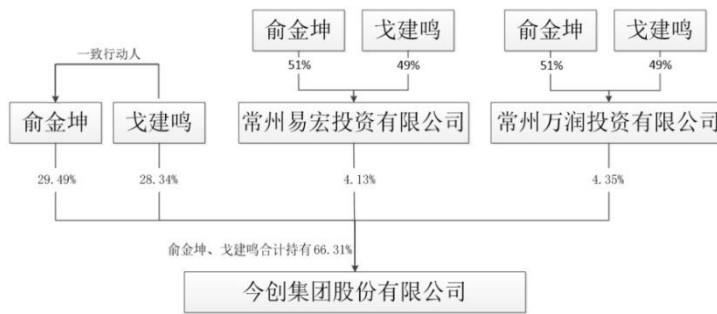 俞金坤 戈建鸣 俞金坤 戈建鸣
一致行动人
51% 49% 51% 49%
俞金坤 戈建鸣 常州易宏投资有限公司 常州万润投资有限公司
29.49% 28.34% 4.13% 4.35%
俞金坤、戈建鸣合计持有66.31%
今创集团股份有限公司